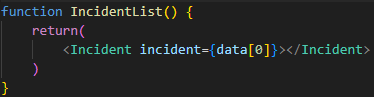 function IncidentList() {
    return(
        <Incident incident={data[0]}></Incident>
    )
}